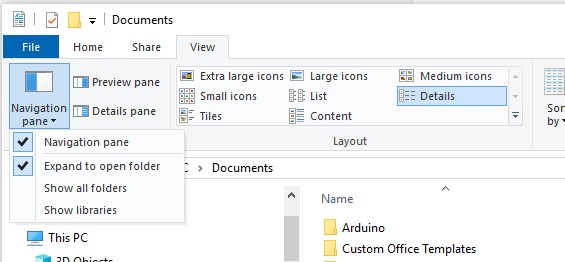 Documents
File Home Share View
Navigation pane
Preview pane
Details pane
Extra large icons Large icons Medium icons
Small icons List Details
Tiles Content
Layout
Navigation pane
Expand to open folder
Show all folders
Show libraries
> Documents
Name
This PC
3D Objects
Arduino
Custom Office Templates